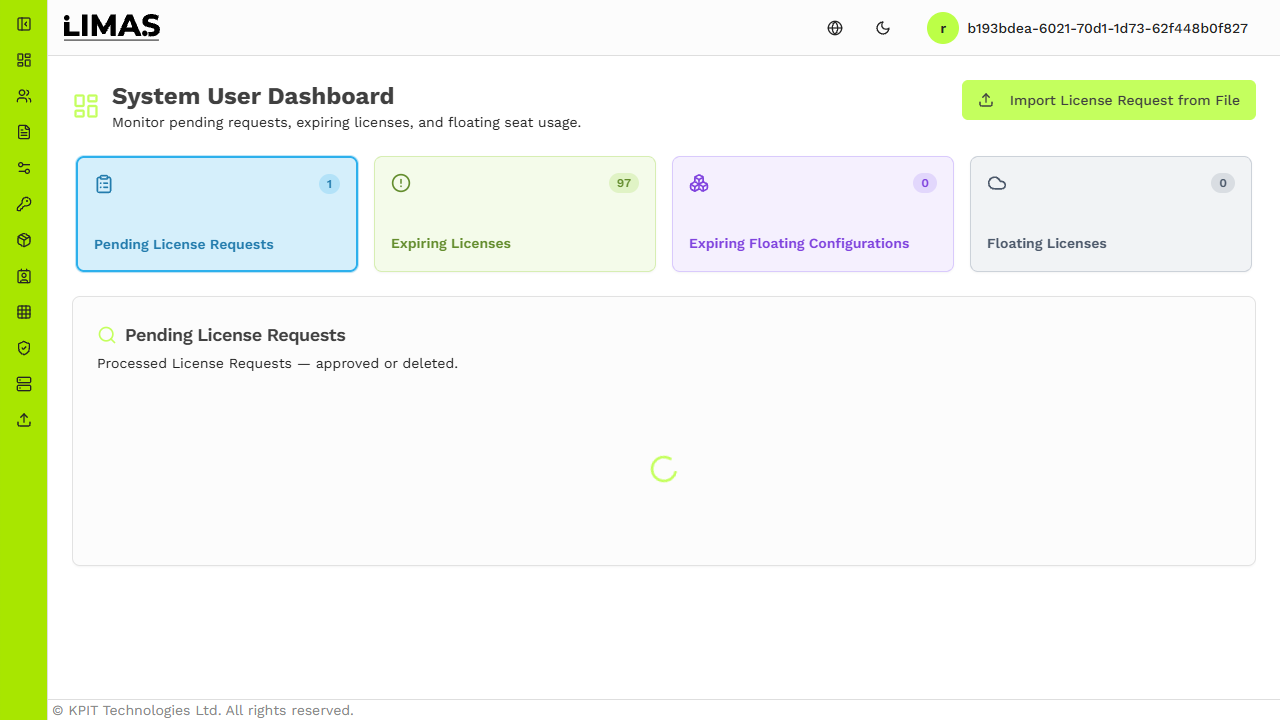 LIMAS
r
b193bdea-6021-70d1-1d73-62f448b0f827
System User Dashboard
Monitor pending requests, expiring licenses, and floating seat usage.
Import License Request from File
1
Pending License Requests
97
Expiring Licenses
0
Expiring Floating Configurations
0
Floating Licenses
Pending License Requests
Processed License Requests — approved or deleted.
© KPIT Technologies Ltd. All rights reserved.